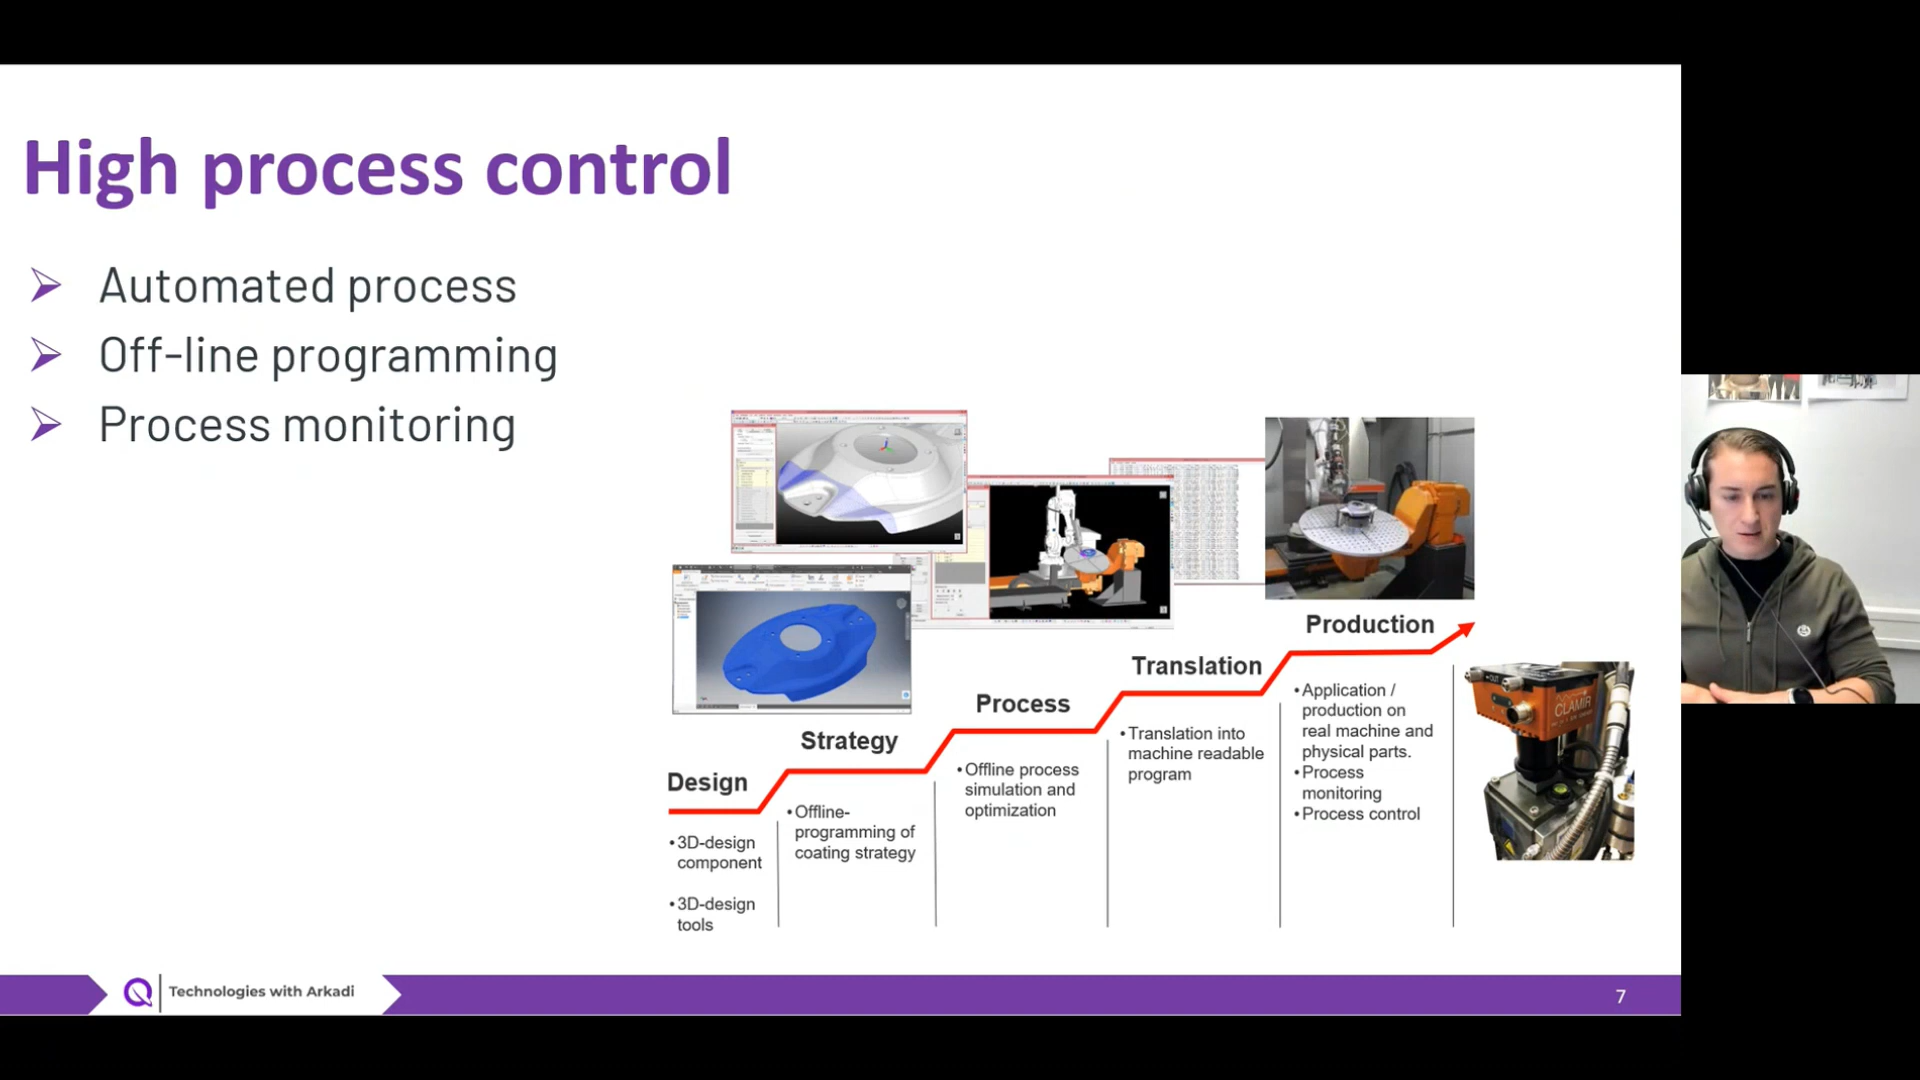 High process control
Automated process
Off-line programming
Process monitoring
Production
Translation
Process
Strategy
Design
•3D-design
component
•3D-design
tools
•Offline-
programming of
coating strategy
•Offline process
simulation and
optimization
•Translation into
machine readable
program
•Application /
production on
real machine and
physical parts.
•Process
monitoring
•Process control
OUT
CLAMIR
Technologies with Arkadi
7